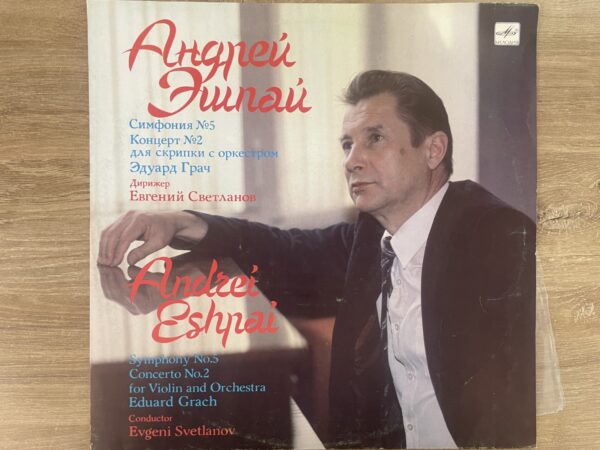 Андрей
Эшпай
МЕЛОДИЯ
Симфония №5
Концерт №2
для скрипки с оркестром
Эдуард Грач
Дирижер
Евгений Светланов
Andrei
Eshpai
Symphony No.5
Concerto No.2
for Violin and Orchestra
Eduard Grach
Conductor
Evgeni Svetlanov